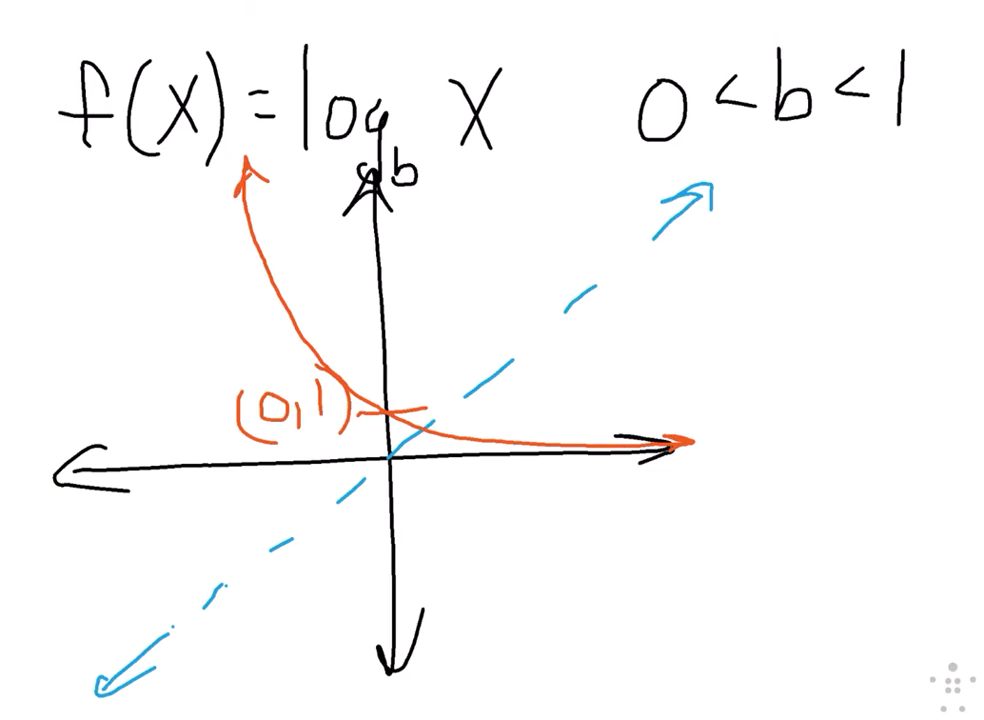 f(x) = log_b x    0 < b < 1
(0,1)